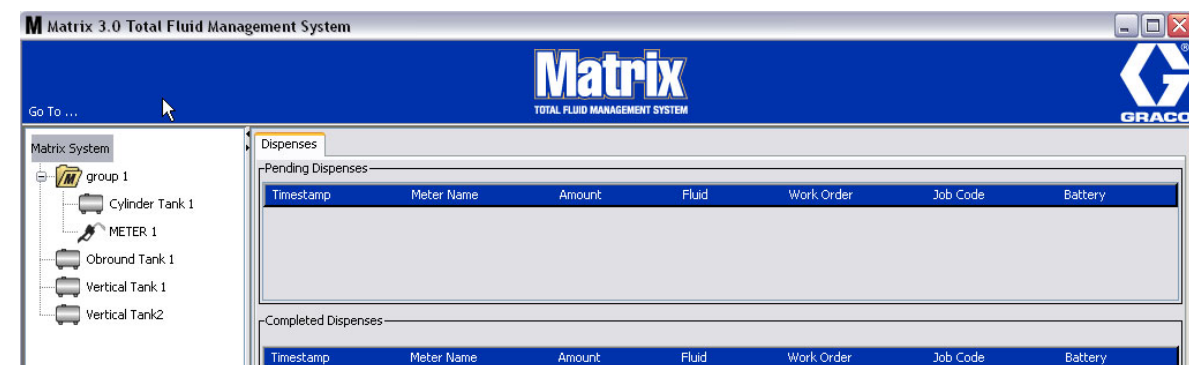 M Matrix 3.0 Total Fluid Management System
Matrix
TOTAL FLUID MANAGEMENT SYSTEM
Go To ...
GRACO
Matrix System
group 1
Cylinder Tank 1
METER 1
Obround Tank 1
Vertical Tank 1
Vertical Tank2
Dispenses
Pending Dispenses
Timestamp Meter Name Amount Fluid Work Order Job Code Battery
Completed Dispenses
Timestamp Meter Name Amount Fluid Work Order Job Code Battery